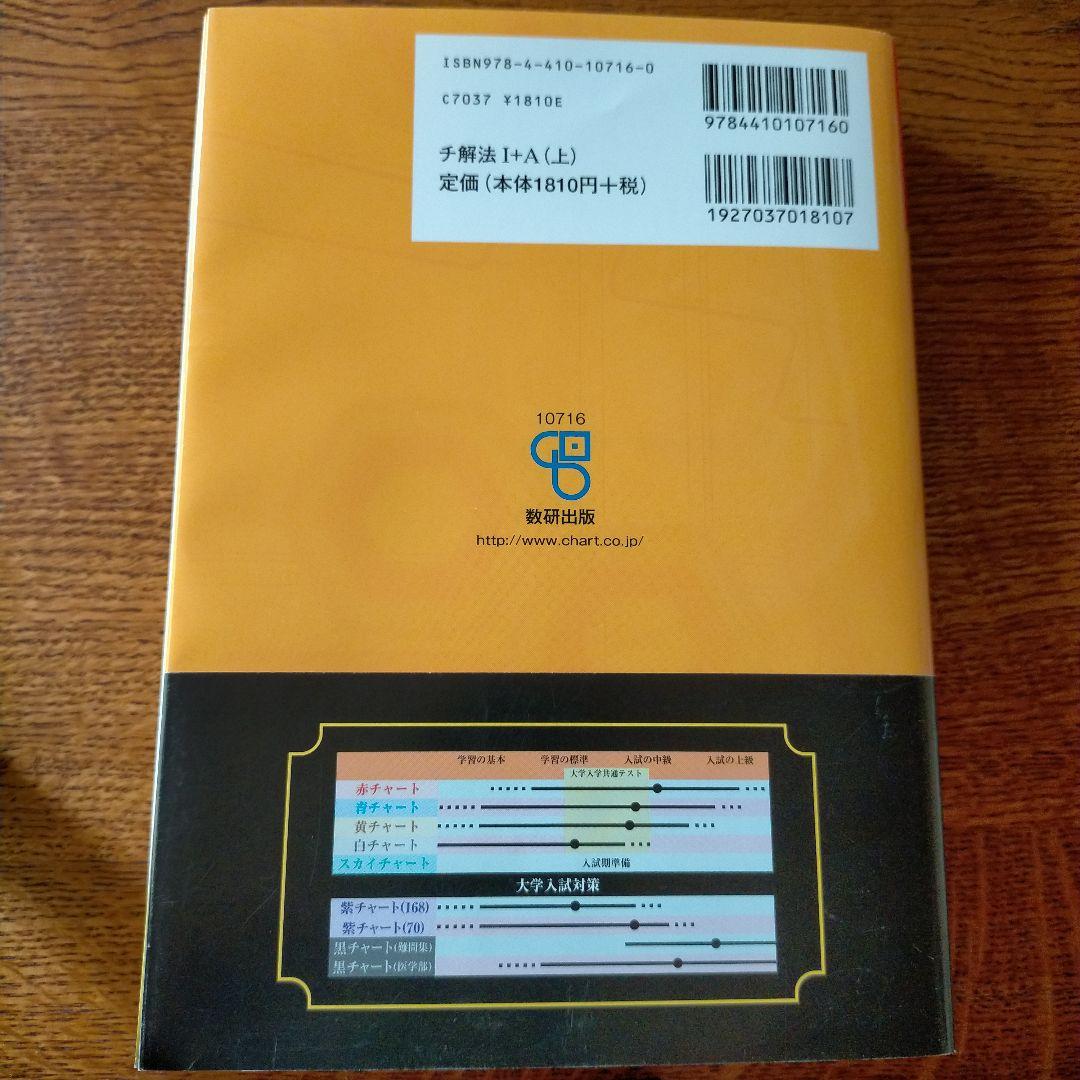 ISBN978-4-410-10716-0
C7037 ¥1810E
チ解法 I+A(上)
定価(本体1810円+税)
9784410107160
1927037018107
10716
数研出版
http://www.chart.co.jp/
学習の基本 学習の標準 入試の中級 入試の上級
大学入学共通テスト
赤チャート
青チャート
黄チャート
白チャート
スカイチャート 入試期準備
大学入試対策
紫チャート(168)
紫チャート(70)
黒チャート(難問集)
黒チャート(医学部)